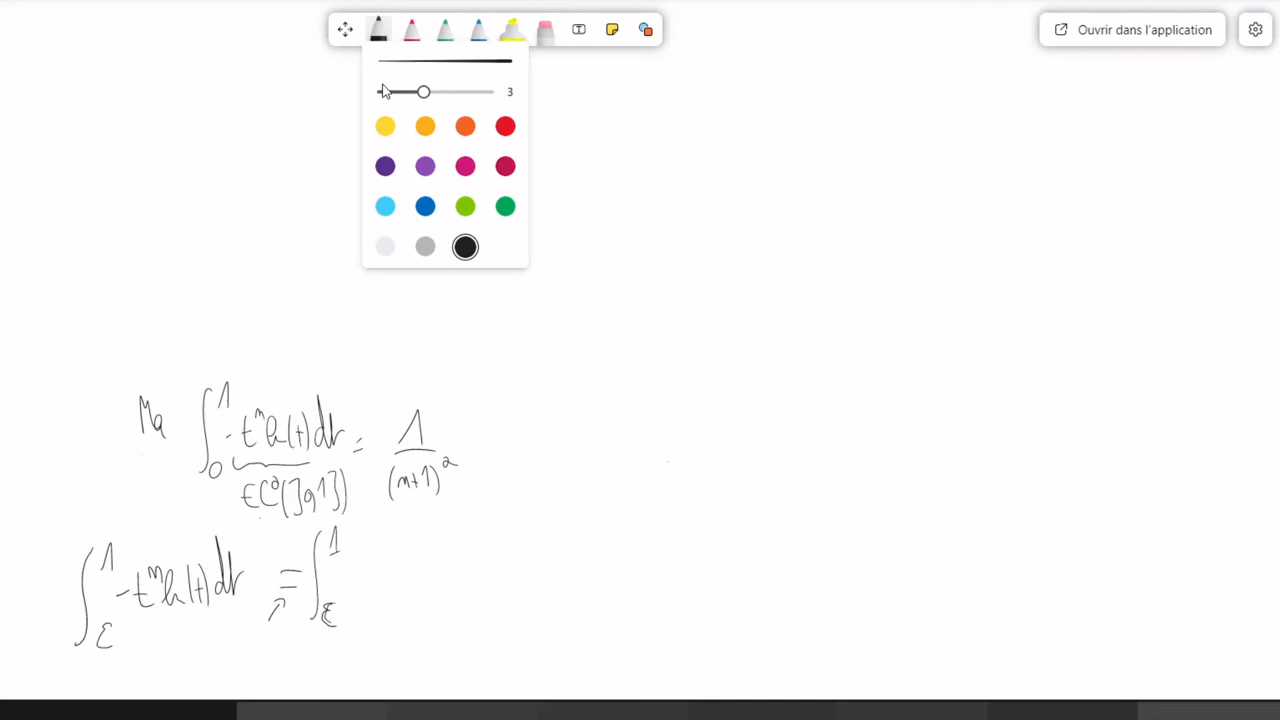 Ouvrir dans l'application
3
Mq ∫₀¹ -tⁿ ln(t) dt = 1/(n+1)²
∈ C⁰(]0,1])
∫_ε¹ -tⁿ ln(t) dt = ∫_ε¹